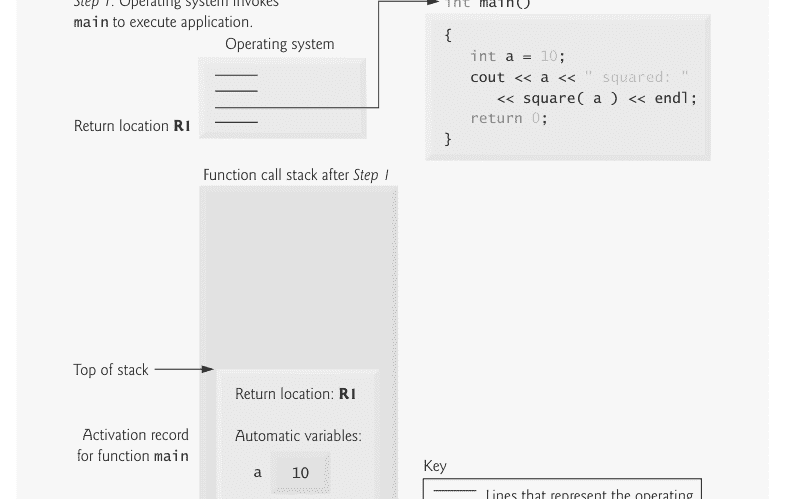 Step 1: Operating system invokes
main to execute application.
Operating system
Return location R1
int main()
{
int a = 10;
cout << a << " squared: "
<< square( a ) << endl;
return 0;
}
Function call stack after Step 1
Top of stack
Return location: R1
Activation record
for function main
Automatic variables:
a 10
Key
Lines that represent the operating